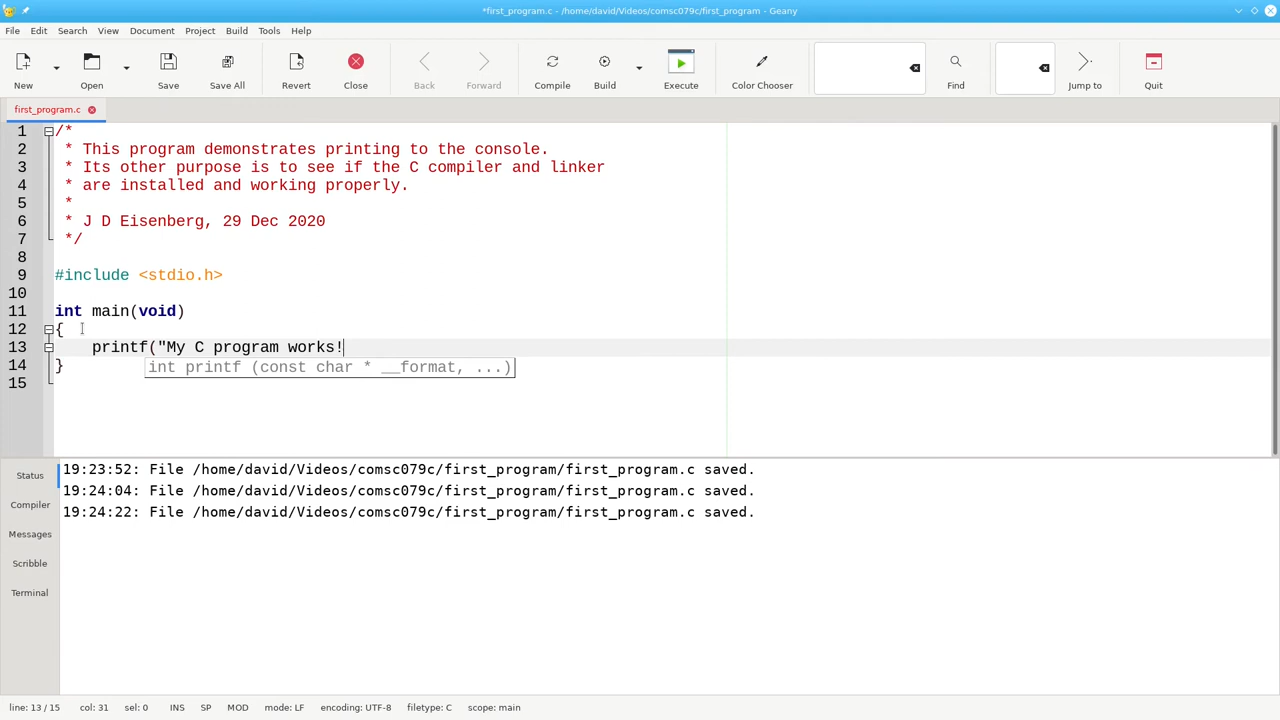 *first_program.c - /home/david/Videos/comsc079c/first_program - Geany
File Edit Search View Document Project Build Tools Help
New Open Save Save All Revert Close Back Forward Compile Build Execute Color Chooser Find Jump to Quit
first_program.c
1 /*
2  * This program demonstrates printing to the console.
3  * Its other purpose is to see if the C compiler and linker
4  * are installed and working properly.
5  *
6  * J D Eisenberg, 29 Dec 2020
7  */
8
9 #include <stdio.h>
10
11 int main(void)
12 {
13     printf("My C program works!
14 }
int printf (const char * __format, ...)
15
Status
Compiler
Messages
Scribble
Terminal
19:23:52: File /home/david/Videos/comsc079c/first_program/first_program.c saved.
19:24:04: File /home/david/Videos/comsc079c/first_program/first_program.c saved.
19:24:22: File /home/david/Videos/comsc079c/first_program/first_program.c saved.
line: 13 / 15 col: 31 sel: 0 INS SP MOD mode: LF encoding: UTF-8 filetype: C scope: main